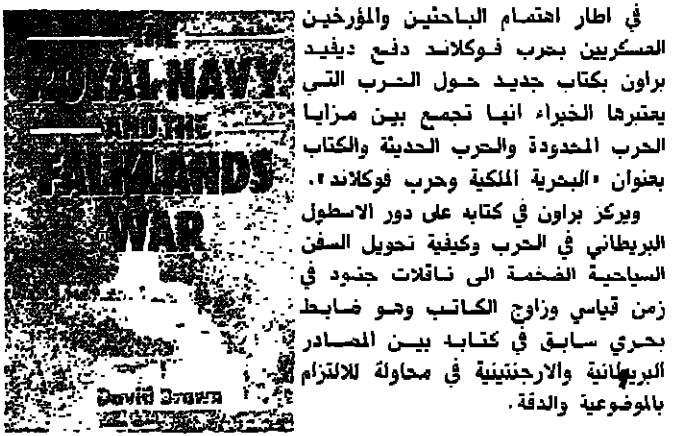 THE
ROYAL NAVY
AND THE
FALKLANDS
WAR
David Brown
في اطار اهتمام الباحثين والمؤرخين
العسكريين بحرب فوكلاند دفع ديفيد
براون بكتاب جديد حول الحرب التي
يعتبرها الخبراء انها تجمع بين مزايا
الحرب المحدودة والحرب الحديثة والكتاب
بعنوان «البحرية الملكية وحرب فوكلاند».
ويركز براون في كتابه على دور الاسطول
البريطاني في الحرب وكيفية تحويل السفن
السياحية الضخمة الى ناقلات جنود في
زمن قياسي وزاوج الكاتب وهو ضابط
بحري سابق في كتابه بين المصادر
البريطانية والارجنتينية في محاولة للالتزام
بالموضوعية والدقة.